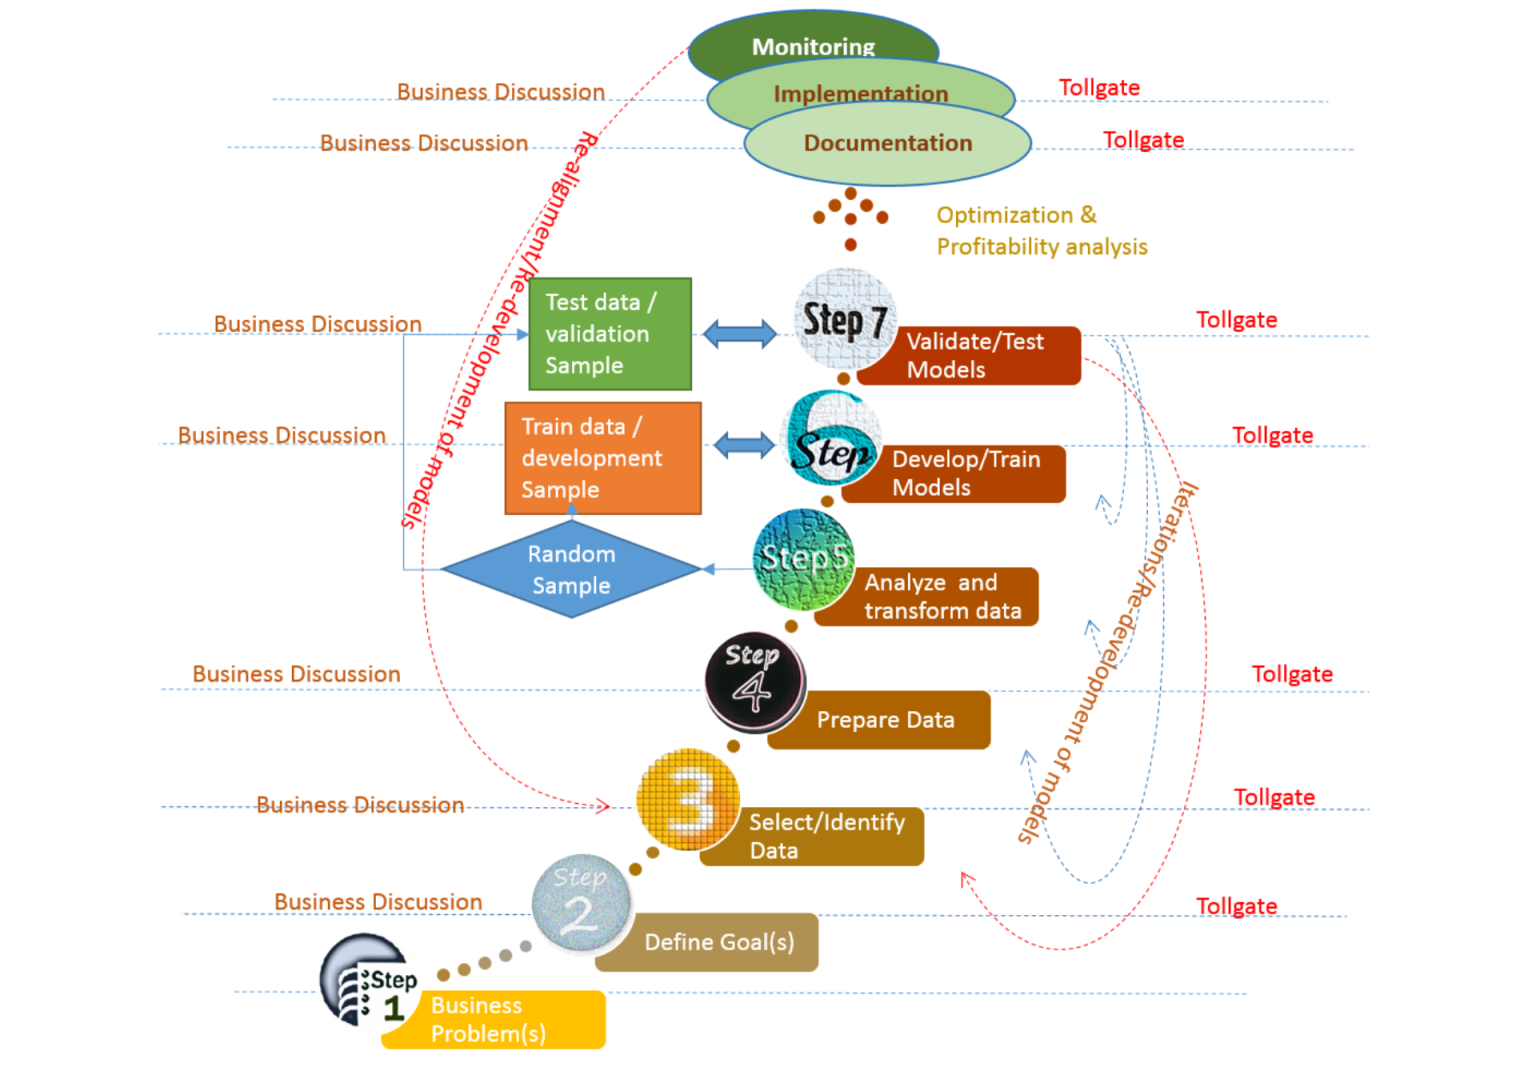 Monitoring
Business Discussion
Implementation
Tollgate
Business Discussion
Documentation
Tollgate
Re-alignment/Re-development of models
Optimization &
Profitability analysis
Business Discussion
Test data /
validation
Sample
Step 7
Validate/Test
Models
Tollgate
Business Discussion
Train data /
development
Sample
6
Step
Develop/Train
Models
Tollgate
Iterations/Re-development of models
Random
Sample
Step 5
Analyze and
transform data
Business Discussion
Step
4
Prepare Data
Tollgate
Business Discussion
3
Select/Identify
Data
Tollgate
Business Discussion
Step
2
Define Goal(s)
Tollgate
Step
1
Business
Problem(s)